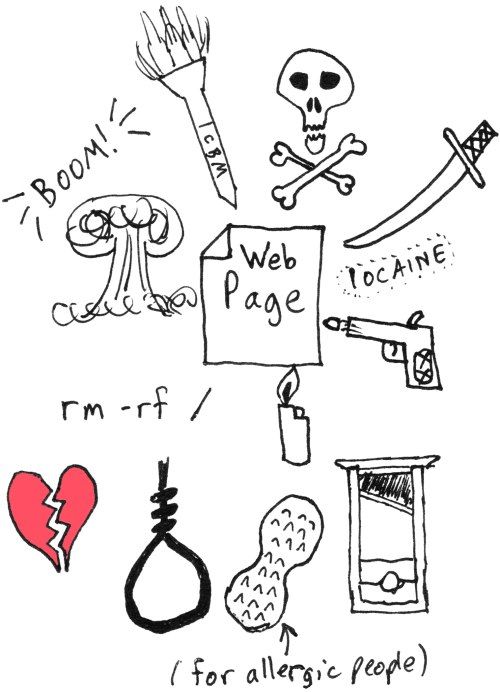 ICBM
BOOM!
Web
Page
IOCAINE
rm -rf /
(for allergic people)